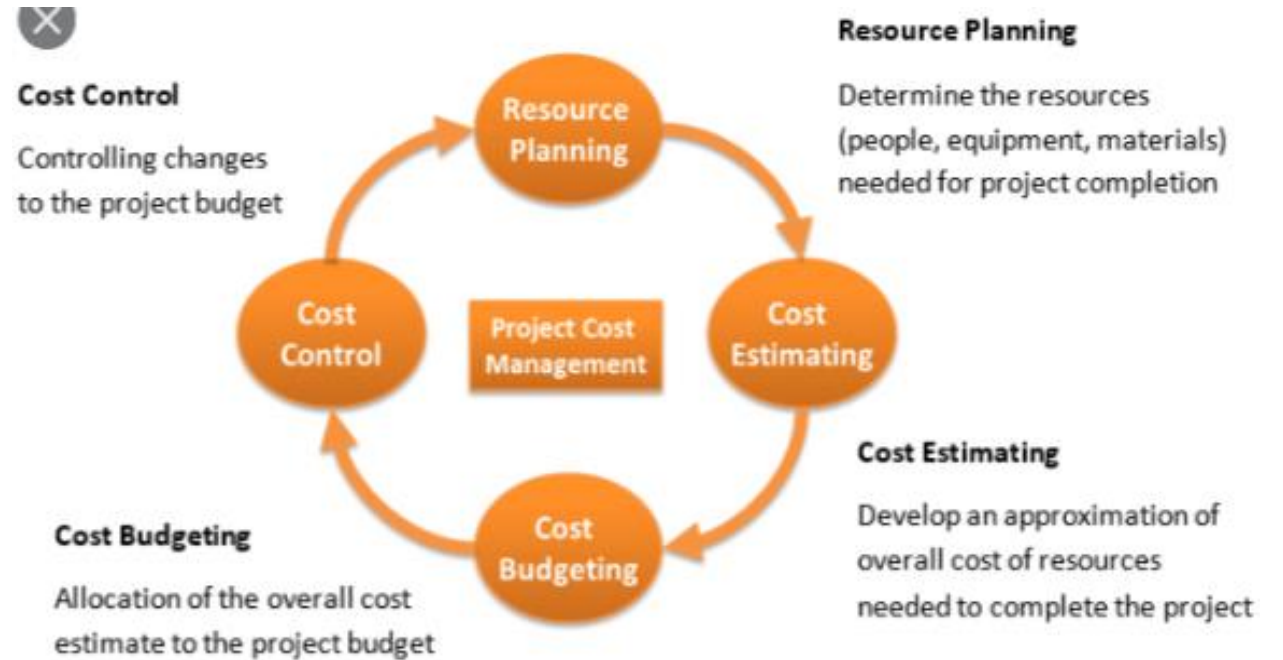 Resource Planning
Determine the resources
(people, equipment, materials)
needed for project completion
Cost Control
Controlling changes
to the project budget
Resource
Planning
Cost
Control
Project Cost
Management
Cost
Estimating
Cost
Budgeting
Cost Estimating
Develop an approximation of
overall cost of resources
needed to complete the project
Cost Budgeting
Allocation of the overall cost
estimate to the project budget